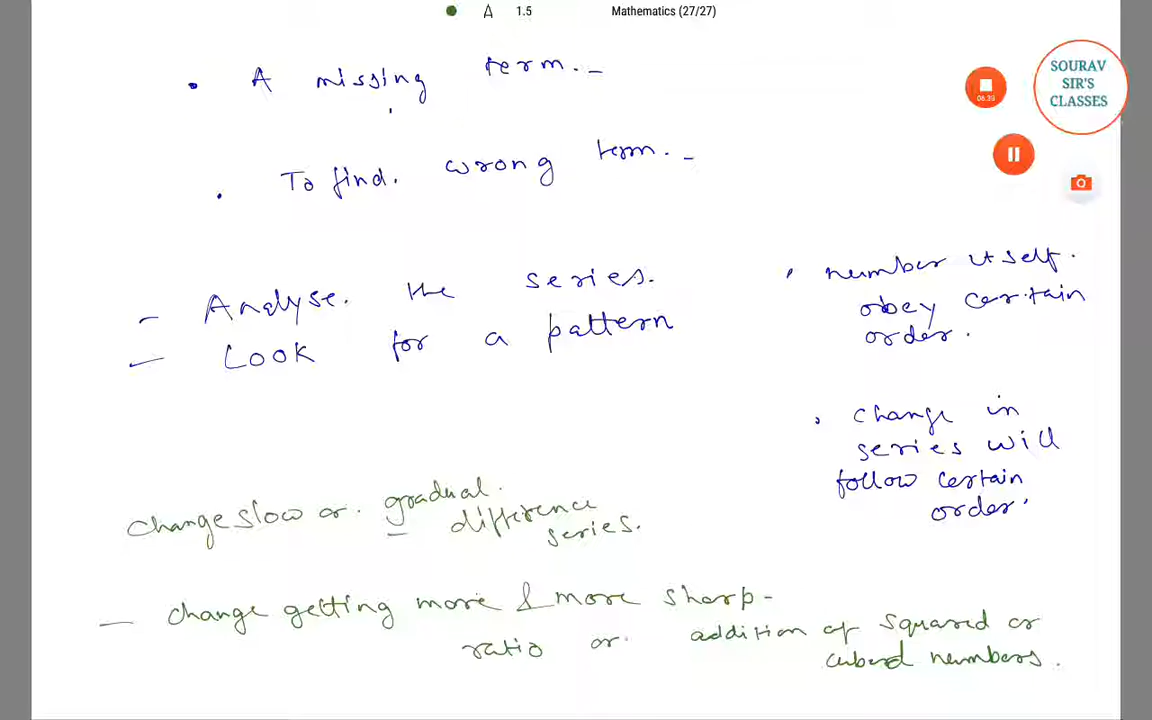 A 1.5 Mathematics (27/27)
SOURAV
SIR'S
CLASSES
06:33
• A missing term. -
• To find. wrong term. -
- Analyse. the series.
- Look for a pattern
• number itself.
obey certain
order.
• change in
series will
follow certain
order.
change slow or. gradual.
difference
series.
- change getting more & more sharp -
ratio or. addition of squared or
cubed numbers.